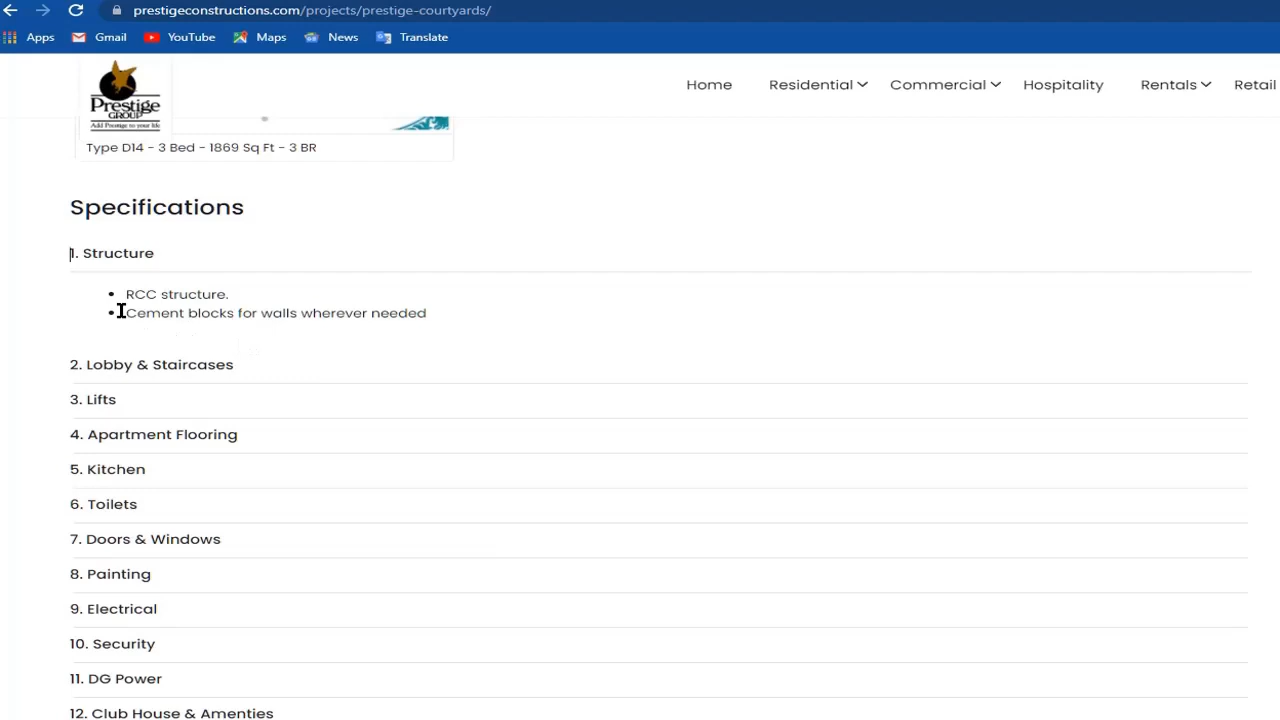 prestigeconstructions.com/projects/prestige-courtyards/
Apps Gmail YouTube Maps News Translate
Prestige
GROUP
Add Prestige to your life
Home Residential Commercial Hospitality Rentals Retail
Type D14 - 3 Bed - 1869 Sq Ft - 3 BR
Specifications
1. Structure
• RCC structure.
• Cement blocks for walls wherever needed
2. Lobby & Staircases
3. Lifts
4. Apartment Flooring
5. Kitchen
6. Toilets
7. Doors & Windows
8. Painting
9. Electrical
10. Security
11. DG Power
12. Club House & Amenties